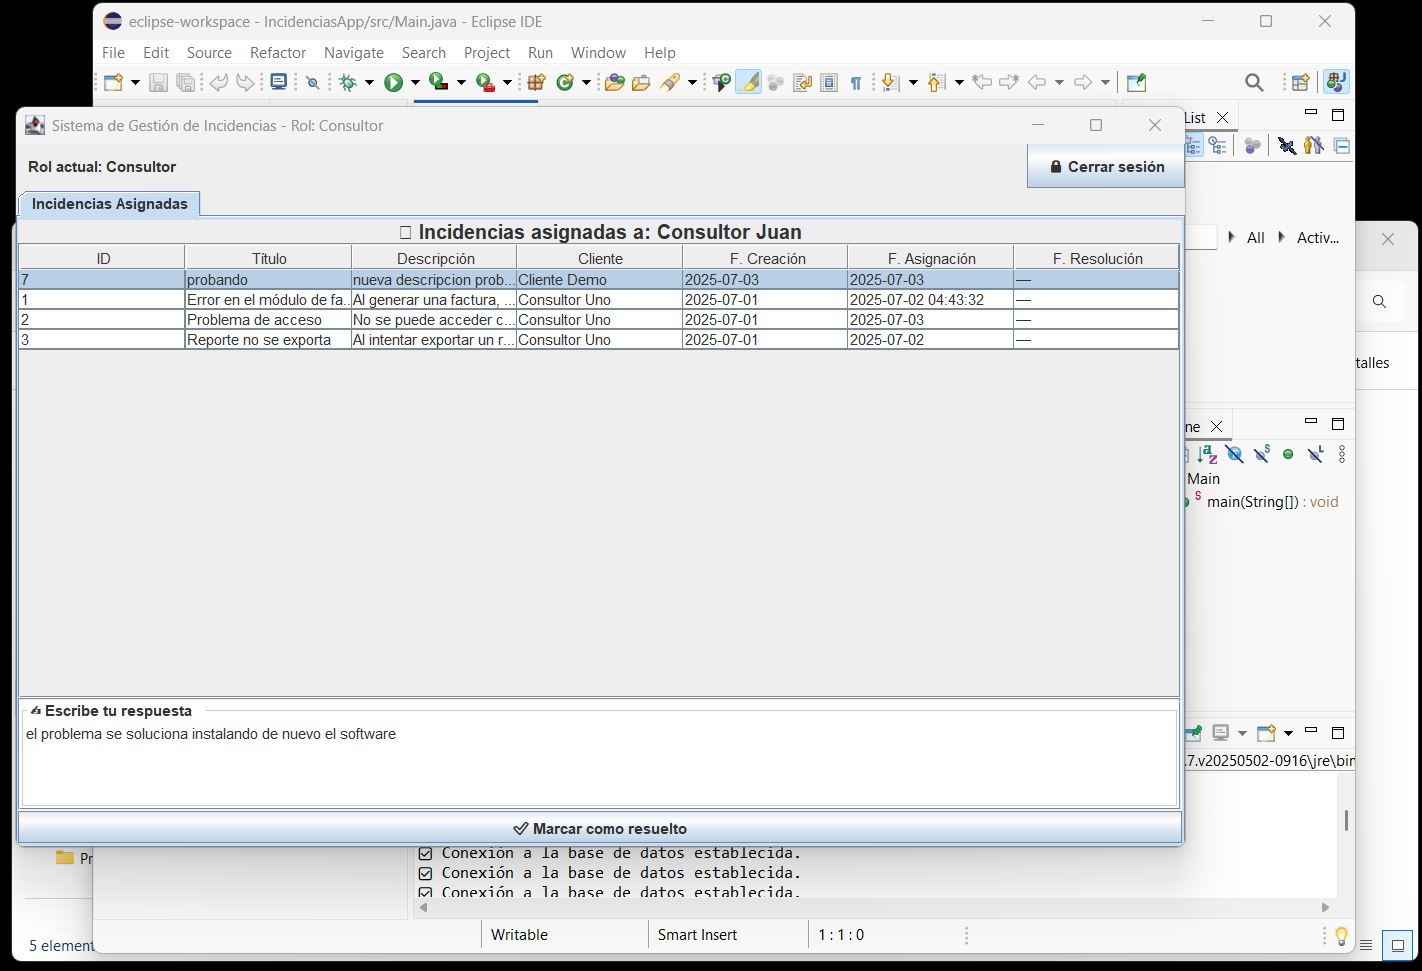 eclipse-workspace - IncidenciasApp/src/Main.java - Eclipse IDE
File Edit Source Refactor Navigate Search Project Run Window Help
Sistema de Gestión de Incidencias - Rol: Consultor
List
Rol actual: Consultor
Cerrar sesión
Incidencias Asignadas
Incidencias asignadas a: Consultor Juan
All Activ...
ID Título Descripción Cliente F. Creación F. Asignación F. Resolución
7 probando nueva descripcion prob... Cliente Demo 2025-07-03 2025-07-03 —
1 Error en el módulo de fa... Al generar una factura, ... Consultor Uno 2025-07-01 2025-07-02 04:43:32 —
2 Problema de acceso No se puede acceder c... Consultor Uno 2025-07-01 2025-07-03 —
3 Reporte no se exporta Al intentar exportar un r... Consultor Uno 2025-07-01 2025-07-02 —
talles
ne
Main
main(String[]) : void
Escribe tu respuesta
el problema se soluciona instalando de nuevo el software
.7.v20250502-0916\jre\bin
Marcar como resuelto
Pr
Conexión a la base de datos establecida.
Conexión a la base de datos establecida.
Conexión a la base de datos establecida.
Writable Smart Insert 1 : 1 : 0
5 element